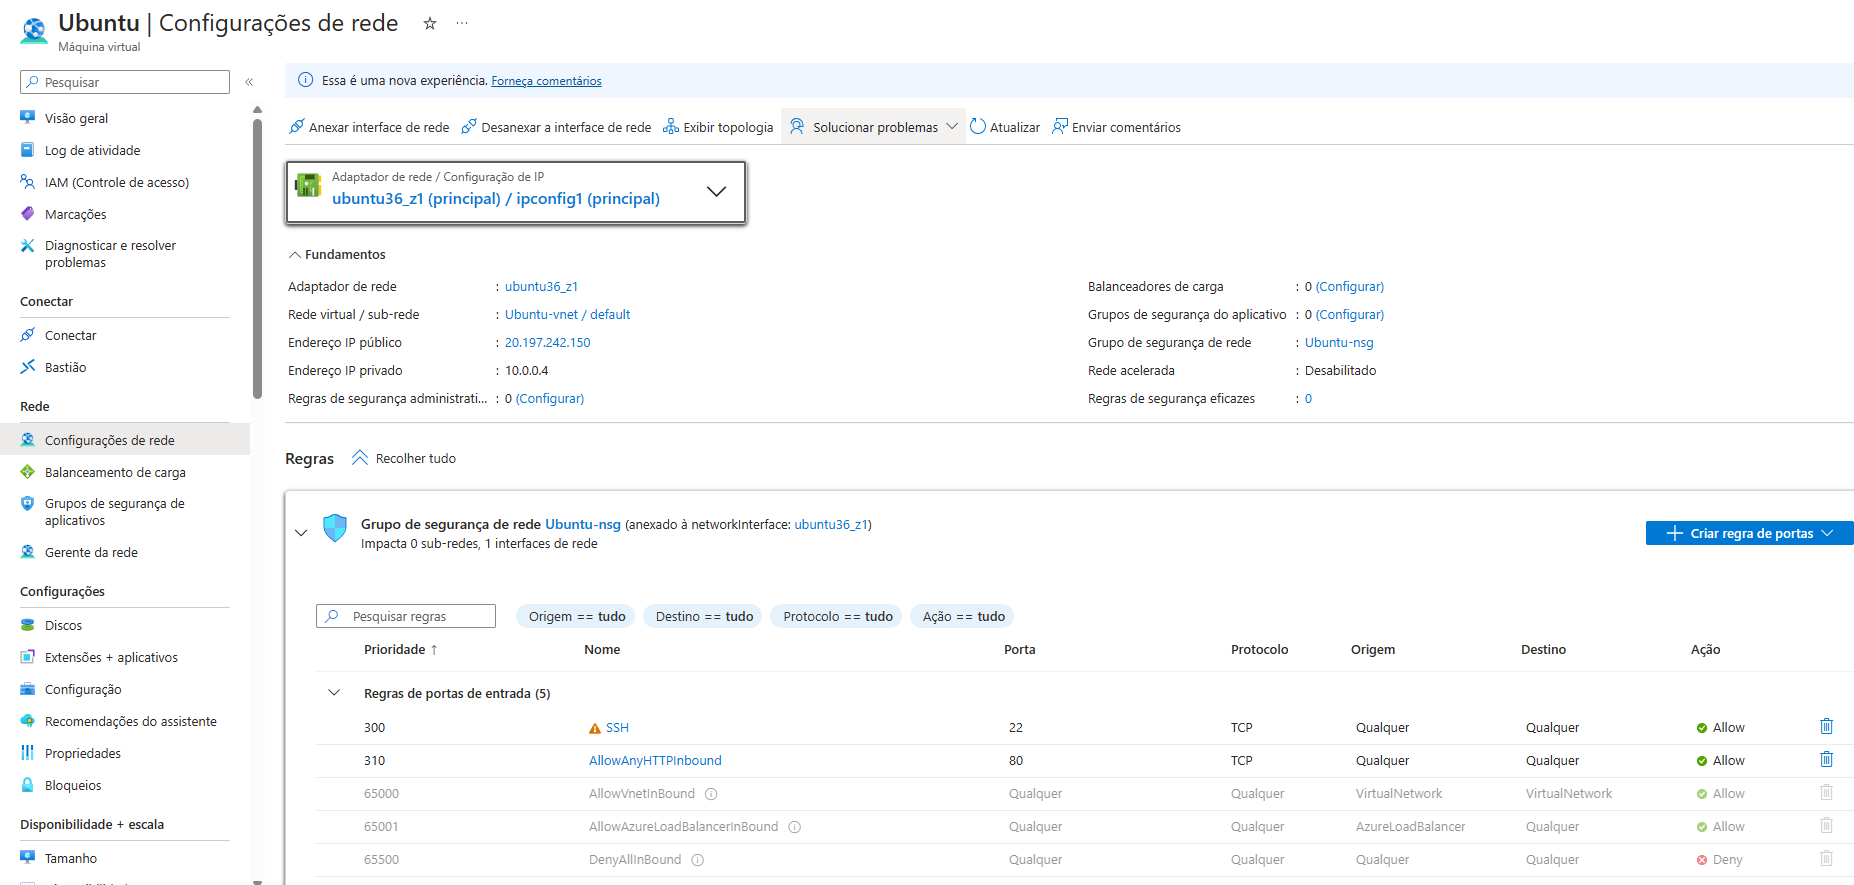 Ubuntu | Configurações de rede
Máquina virtual
Pesquisar
Visão geral
Log de atividade
IAM (Controle de acesso)
Marcações
Diagnosticar e resolver
problemas
Conectar
Conectar
Bastião
Rede
Configurações de rede
Balanceamento de carga
Grupos de segurança de
aplicativos
Gerente da rede
Configurações
Discos
Extensões + aplicativos
Configuração
Recomendações do assistente
Propriedades
Bloqueios
Disponibilidade + escala
Tamanho
Essa é uma nova experiência. Forneça comentários
Anexar interface de rede Desanexar a interface de rede Exibir topologia Solucionar problemas Atualizar Enviar comentários
Adaptador de rede / Configuração de IP
ubuntu36_z1 (principal) / ipconfig1 (principal)
Fundamentos
Adaptador de rede : ubuntu36_z1
Rede virtual / sub-rede : Ubuntu-vnet / default
Endereço IP público : 20.197.242.150
Endereço IP privado : 10.0.0.4
Regras de segurança administrati... : 0 (Configurar)
Balanceadores de carga : 0 (Configurar)
Grupos de segurança do aplicativo : 0 (Configurar)
Grupo de segurança de rede : Ubuntu-nsg
Rede acelerada : Desabilitado
Regras de segurança eficazes : 0
Regras Recolher tudo
Grupo de segurança de rede Ubuntu-nsg (anexado à networkInterface: ubuntu36_z1)
Impacta 0 sub-redes, 1 interfaces de rede
Criar regra de portas
Pesquisar regras Origem == tudo Destino == tudo Protocolo == tudo Ação == tudo
Prioridade ↑ Nome Porta Protocolo Origem Destino Ação
Regras de portas de entrada (5)
300 SSH 22 TCP Qualquer Qualquer Allow
310 AllowAnyHTTPInbound 80 TCP Qualquer Qualquer Allow
65000 AllowVnetInBound Qualquer Qualquer VirtualNetwork VirtualNetwork Allow
65001 AllowAzureLoadBalancerInBound Qualquer Qualquer AzureLoadBalancer Qualquer Allow
65500 DenyAllInBound Qualquer Qualquer Qualquer Qualquer Deny